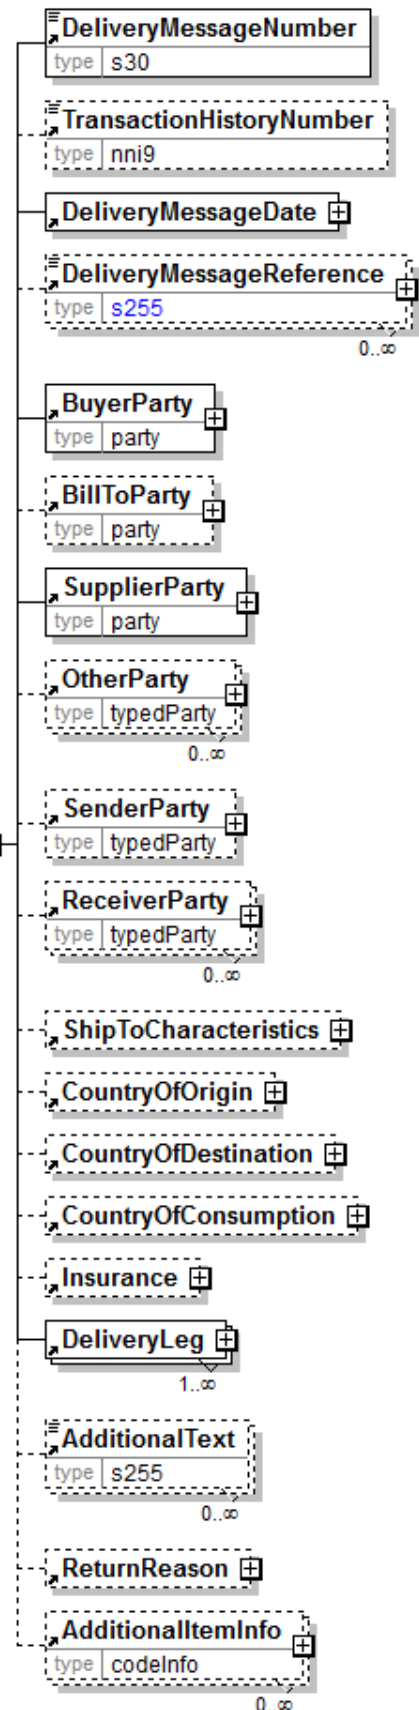 DeliveryMessageNumber
type s30
TransactionHistoryNumber
type nni9
DeliveryMessageDate
DeliveryMessageReference
type s255
0..∞
BuyerParty
type party
BillToParty
type party
SupplierParty
type party
OtherParty
type typedParty
0..∞
SenderParty
type typedParty
ReceiverParty
type typedParty
0..∞
ShipToCharacteristics
CountryOfOrigin
CountryOfDestination
CountryOfConsumption
Insurance
DeliveryLeg
1..∞
AdditionalText
type s255
0..∞
ReturnReason
AdditionalItemInfo
type codeInfo
0..∞